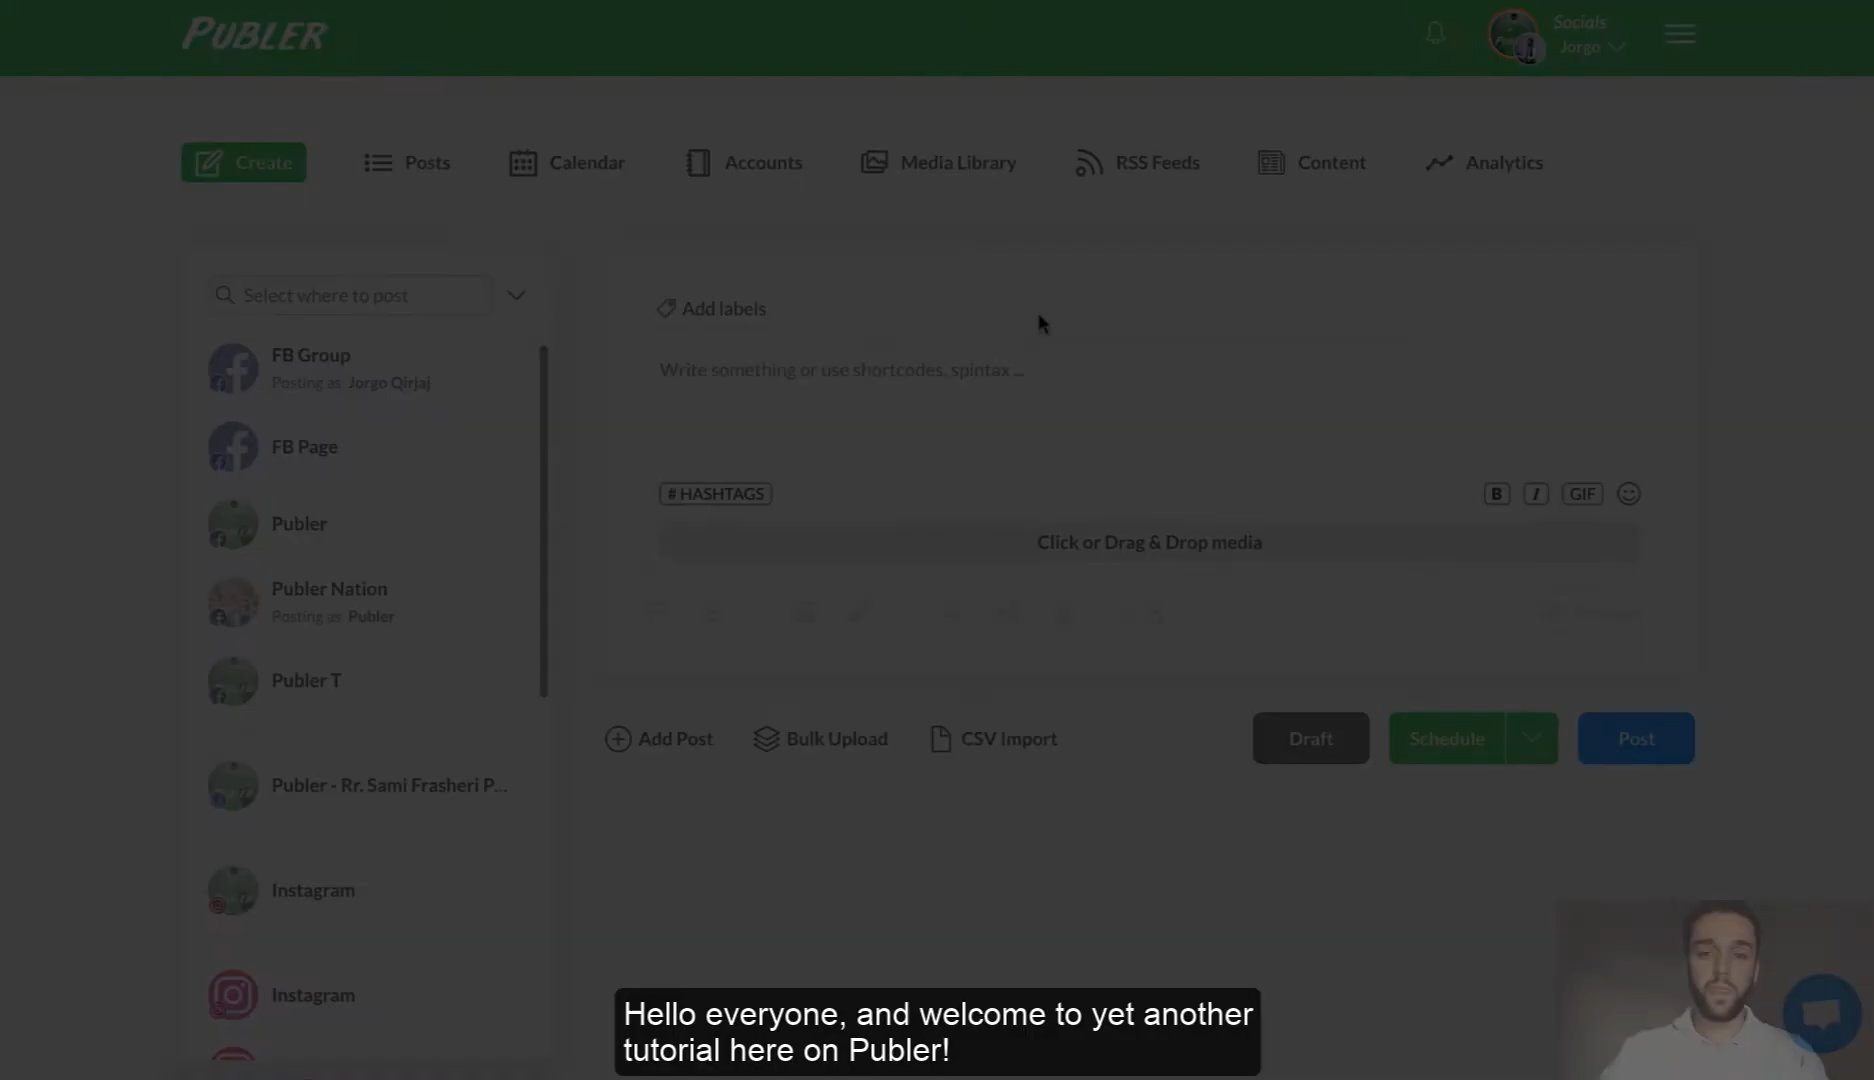 PUBLER
Socials
Jorgo
Create
Posts
Calendar
Accounts
Media Library
RSS Feeds
Content
Analytics
Select where to post
FB Group
Posting as Jorgo Qirjaj
FB Page
Publer
Publer Nation
Posting as Publer
Publer T
Publer - Rr. Sami Frasheri P...
Instagram
Instagram
Add labels
Write something or use shortcodes, spintax ...
# HASHTAGS
B
I
GIF
Click or Drag & Drop media
Add Post
Bulk Upload
CSV Import
Draft
Schedule
Post
Hello everyone, and welcome to yet another
tutorial here on Publer!